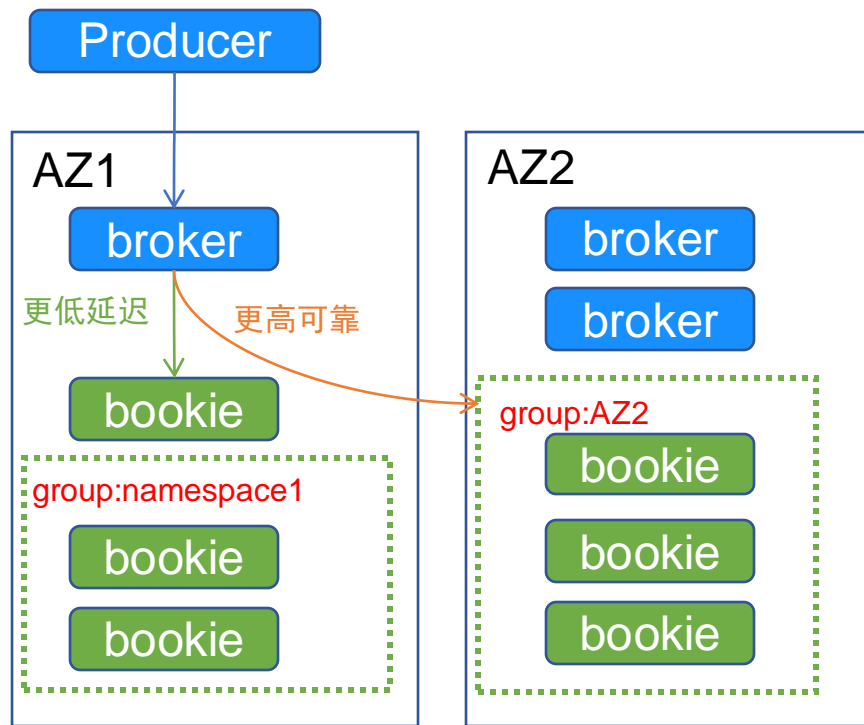 Producer
AZ1
broker
更低延迟
更高可靠
bookie
group:namespace1
bookie
bookie
AZ2
broker
broker
group:AZ2
bookie
bookie
bookie